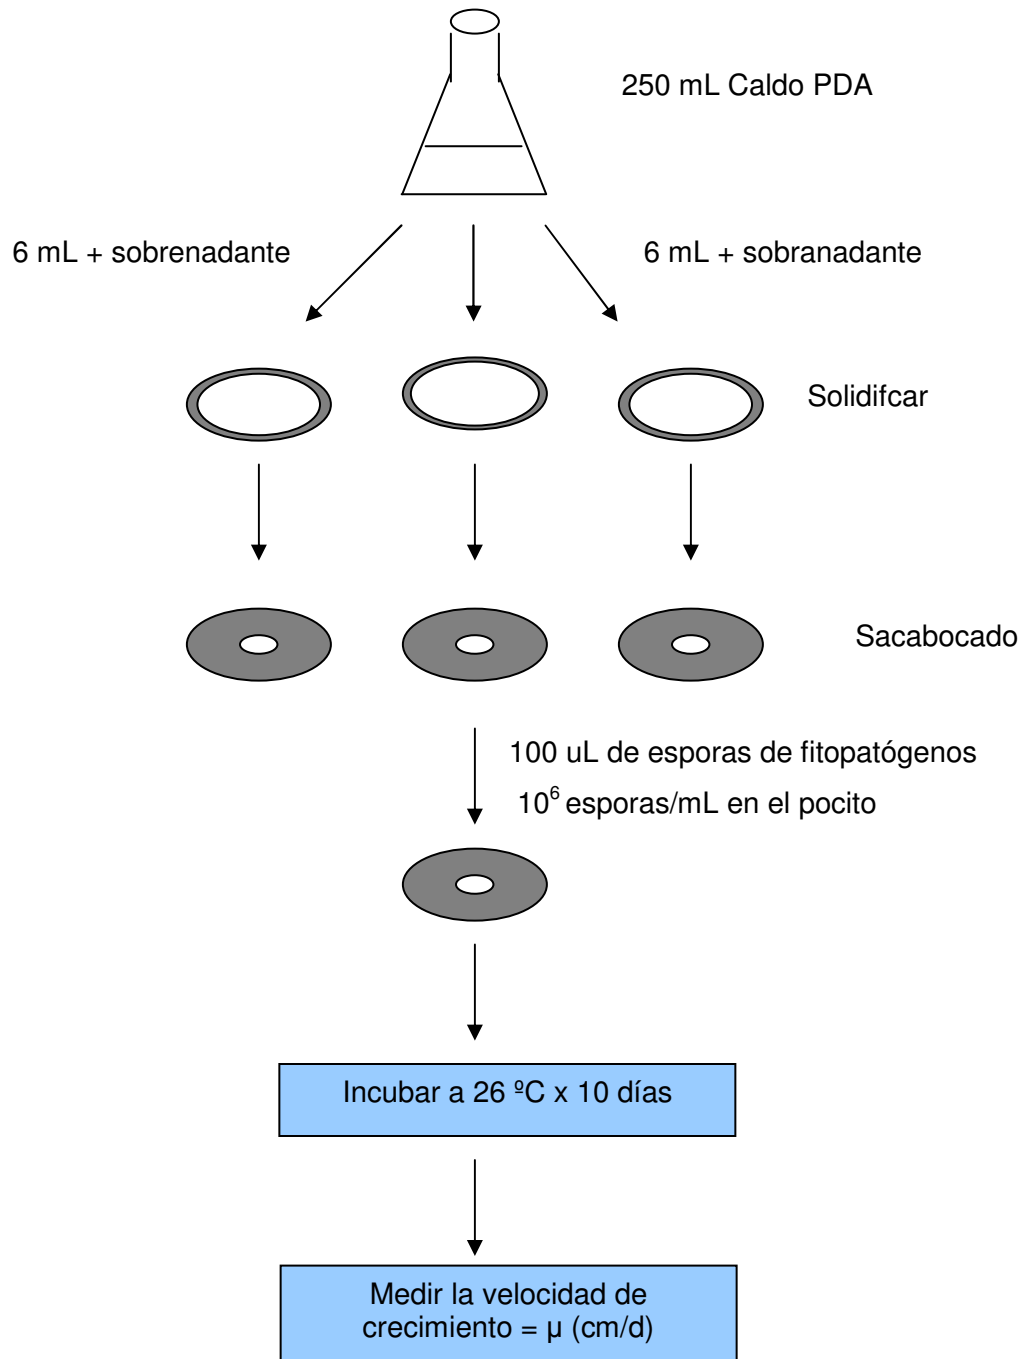 250 mL Caldo PDA
6 mL + sobrenadante
6 mL + sobranadante
Solidifcar
Sacabocado
100 uL de esporas de fitopatógenos
10⁶ esporas/mL en el pocito
Incubar a 26 ºC x 10 días
Medir la velocidad de
crecimiento = µ (cm/d)